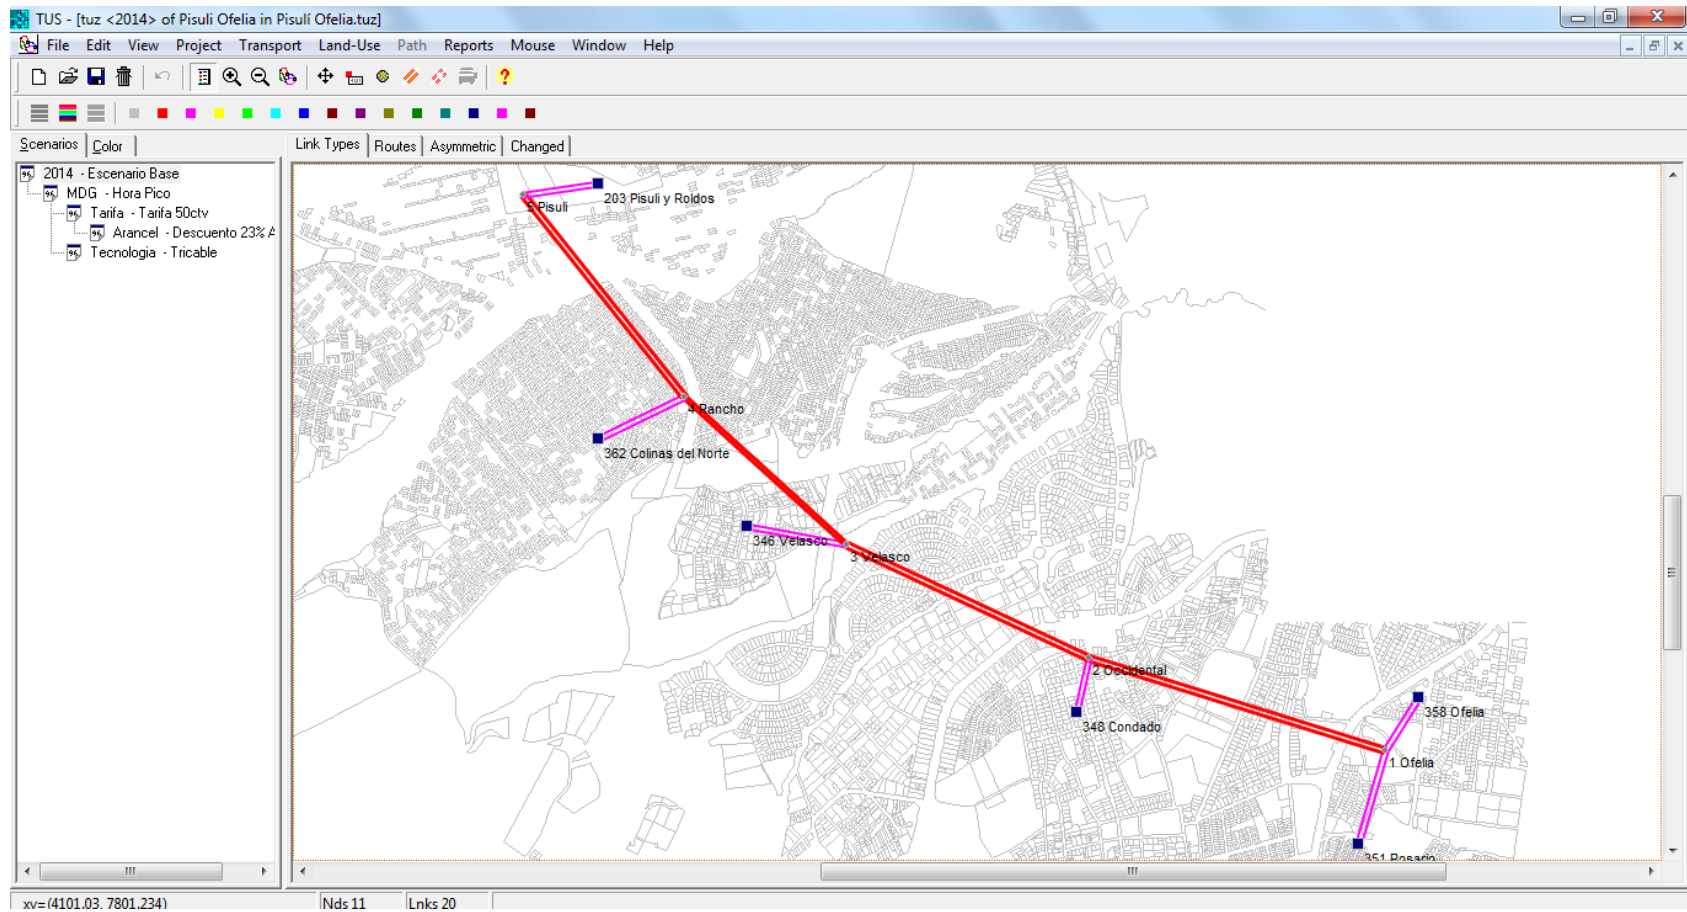 TUS - [tuz <2014> of Pisuli Ofelia in Pisulí Ofelia.tuz]
File Edit View Project Transport Land-Use Path Reports Mouse Window Help
Scenarios Color
Link Types Routes Asymmetric Changed
2014 - Escenario Base
MDG - Hora Pico
Tarifa - Tarifa 50ctv
Arancel - Descuento 23% A
Tecnologia - Tricable
203 Pisuli y Roldos
5 Pisuli
4 Rancho
362 Colinas del Norte
346 Velasco
3 Velasco
2 Occidental
348 Condado
358 Ofelia
1 Ofelia
351 Rosario
xy=(4101.03, 7801.234) Nds 11 Lnks 20